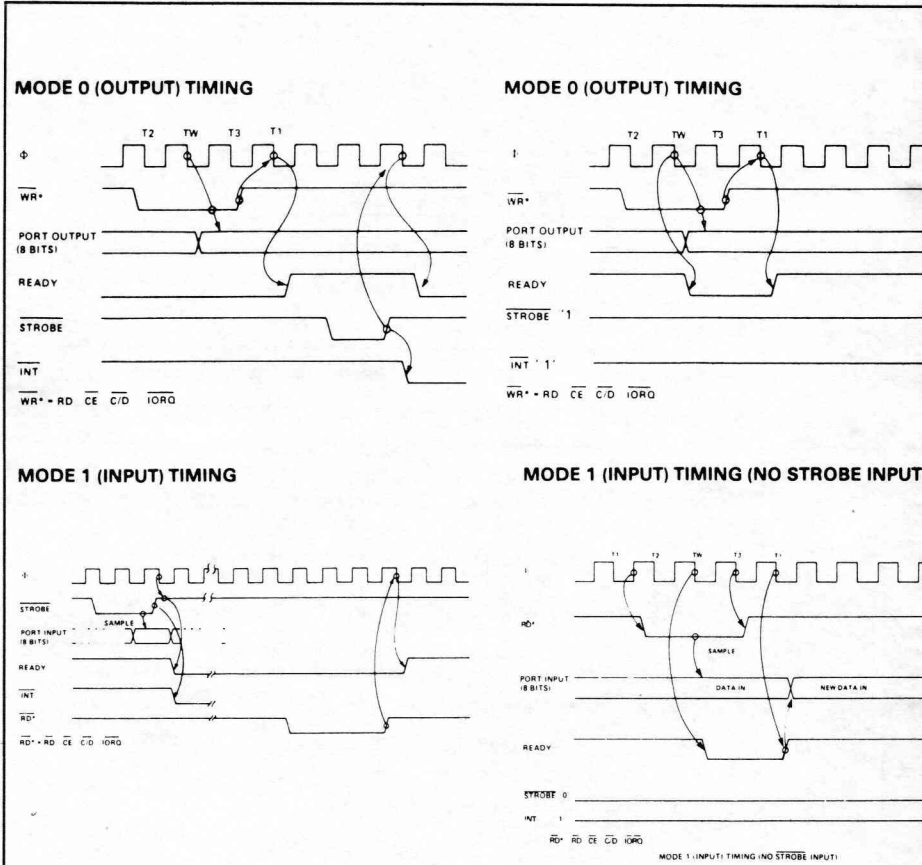 MODE 0 (OUTPUT) TIMING
T2 TW T3 T1
Φ
WR*
PORT OUTPUT
(8 BITS)
READY
STROBE
INT
WR* = RD CE C/D IORQ
MODE 0 (OUTPUT) TIMING
T2 TW T3 T1
WR*
PORT OUTPUT
(8 BITS)
READY
STROBE '1
INT '1'
WR* = RD CE C/D IORQ
MODE 1 (INPUT) TIMING
Φ
STROBE
SAMPLE
PORT INPUT
(8 BITS)
READY
INT
RD*
RD* = RD CE C/D IORQ
MODE 1 (INPUT) TIMING (NO STROBE INPUT
T1 T2 TW T3 T1
RD*
SAMPLE
PORT INPUT
(8 BITS)
DATA IN NEW DATA IN
READY
STROBE 0
INT 1
RD* RD CE C/D IORQ
MODE 1 (INPUT) TIMING (NO STROBE INPUT)